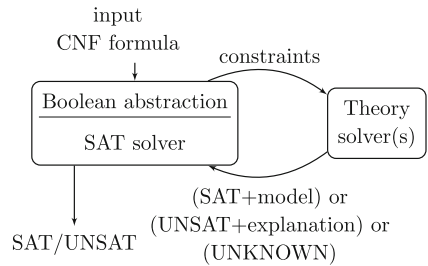 input
CNF formula
constraints
Boolean abstraction
SAT solver
Theory
solver(s)
(SAT+model) or
(UNSAT+explanation) or
(UNKNOWN)
SAT/UNSAT